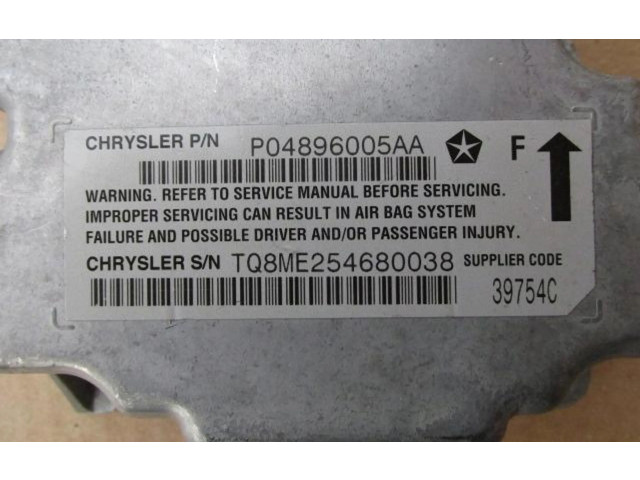 CHRYSLER P/N P04896005AA F
WARNING. REFER TO SERVICE MANUAL BEFORE SERVICING.
IMPROPER SERVICING CAN RESULT IN AIR BAG SYSTEM
FAILURE AND POSSIBLE DRIVER AND/OR PASSENGER INJURY.
CHRYSLER S/N TQ8ME254680038 SUPPLIER CODE
39754C